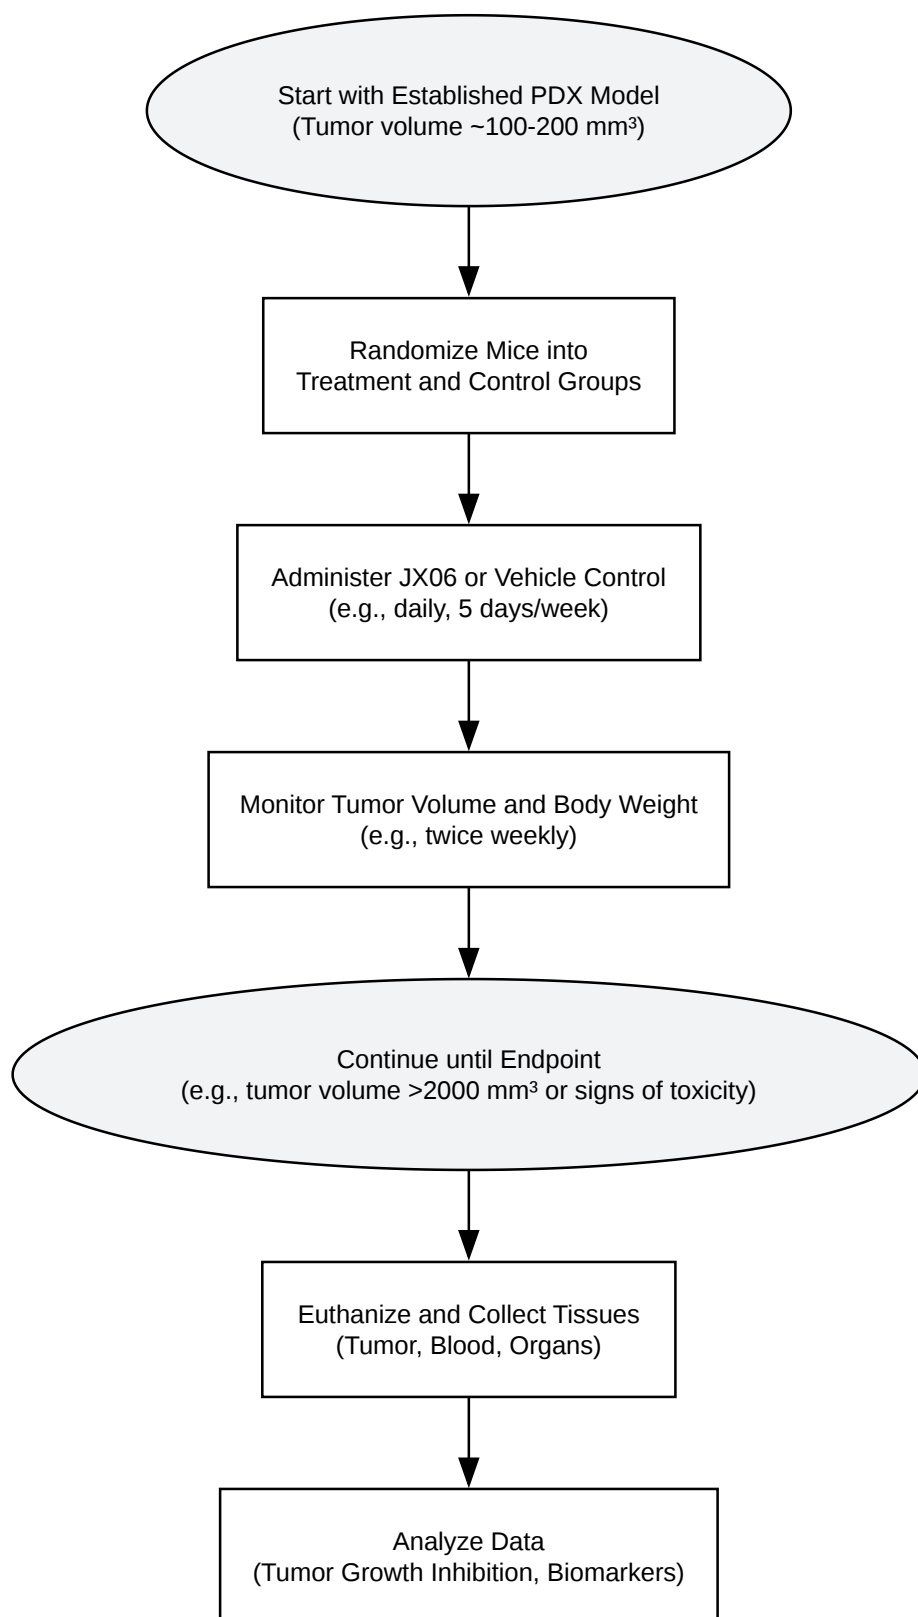 Start with Established PDX Model
(Tumor volume ~100-200 mm³)
Randomize Mice into
Treatment and Control Groups
Administer JX06 or Vehicle Control
(e.g., daily, 5 days/week)
Monitor Tumor Volume and Body Weight
(e.g., twice weekly)
Continue until Endpoint
(e.g., tumor volume >2000 mm³ or signs of toxicity)
Euthanize and Collect Tissues
(Tumor, Blood, Organs)
Analyze Data
(Tumor Growth Inhibition, Biomarkers)